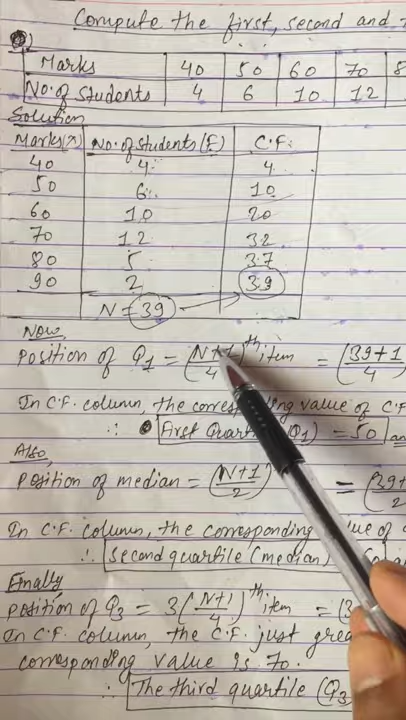 Compute the first, second and
Marks 40 50 60 70 8
No. of Students 4 6 10 12
Solution
Marks(x) No. of Students (f) C.F.
40 4 4
50 6 10
60 10 20
70 12 32
80 5 37
90 2 39
N = 39
Now
Position of Q1 = (N+1/4)th item = (39+1/4
In C.F. column, the corresponding value of C.F
∴ First Quartile (Q1) = 50
Also
Position of median = (N+1/2) = (39+
In C.F. column, the corresponding value of
∴ Second quartile (median)
Finally
position of Q3 = 3(N+1/4)th item = (3
In C.F. column, the C.F. just grea
corresponding value is 70.
∴ The third quartile (Q3